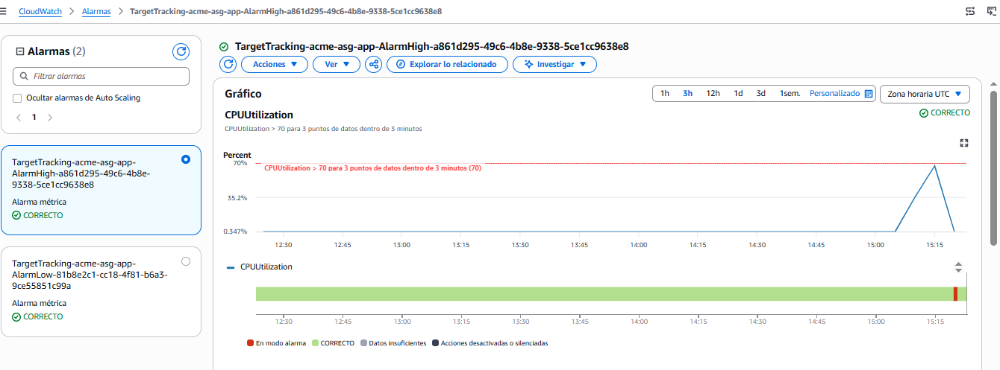 CloudWatch > Alarmas > TargetTracking-acme-asg-app-AlarmHigh-a861d295-49c6-4b8e-9338-5ce1cc9638e8
Alarmas (2)
Filtrar alarmas
Ocultar alarmas de Auto Scaling
< 1 >
TargetTracking-acme-asg-app-
AlarmHigh-a861d295-49c6-4b8e-
9338-5ce1cc9638e8
Alarma métrica
CORRECTO
TargetTracking-acme-asg-app-
AlarmLow-81b8e2c1-cc18-4f81-b6a3-
9ce55851c99a
Alarma métrica
CORRECTO
TargetTracking-acme-asg-app-AlarmHigh-a861d295-49c6-4b8e-9338-5ce1cc9638e8
Acciones Ver Explorar lo relacionado Investigar
Gráfico
1h 3h 12h 1d 3d 1sem. Personalizado Zona horaria UTC
CPUUtilization
CORRECTO
CPUUtilization > 70 para 3 puntos de datos dentro de 3 minutos
Percent
70%
CPUUtilization > 70 para 3 puntos de datos dentro de 3 minutos (70)
35.2%
0.347%
12:30 12:45 13:00 13:15 13:30 13:45 14:00 14:15 14:30 14:45 15:00 15:15
CPUUtilization
12:30 12:45 13:00 13:15 13:30 13:45 14:00 14:15 14:30 14:45 15:00 15:15
En modo alarma CORRECTO Datos insuficientes Acciones desactivadas o silenciadas